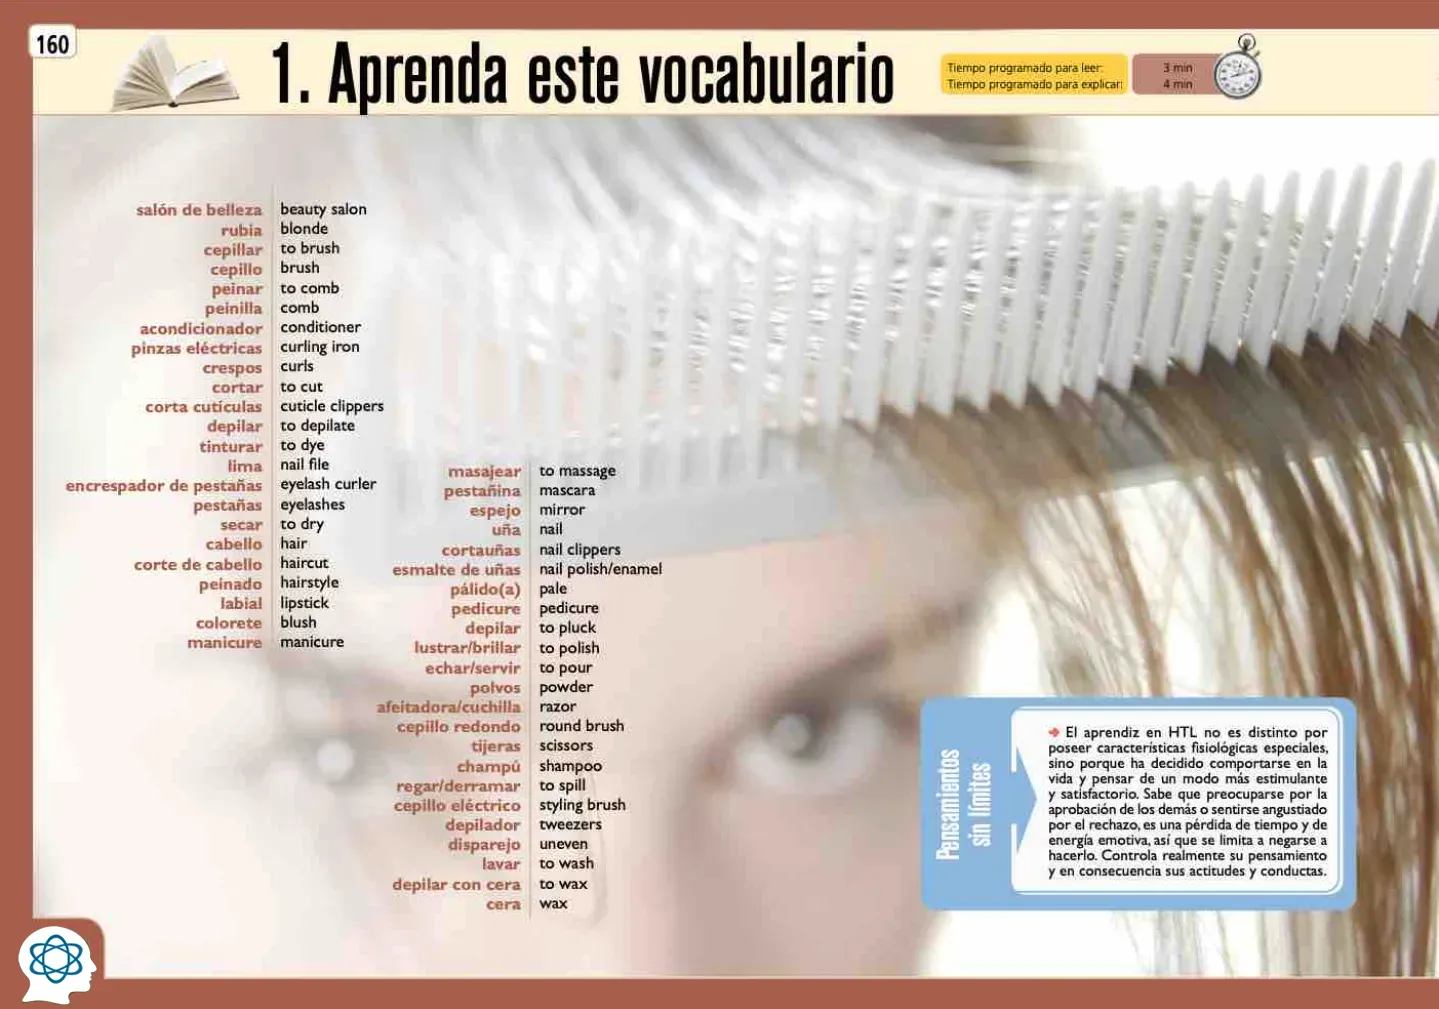 160
1. Aprenda este vocabulario
Tiempo programado para leer: 3 min
Tiempo programado para explicar: 4 min
salón de belleza beauty salon
rubia blonde
cepillar to brush
cepillo brush
peinar to comb
peinilla comb
acondicionador conditioner
pinzas eléctricas curling iron
crespos curls
cortar to cut
corta cutículas cuticle clippers
depilar to depilate
tinturar to dye
lima nail file
encrespador de pestañas eyelash curler
pestañas eyelashes
secar to dry
cabello hair
corte de cabello haircut
peinado hairstyle
labial lipstick
colorete blush
manicure manicure
masajear to massage
pestañina mascara
espejo mirror
uña nail
cortauñas nail clippers
esmalte de uñas nail polish/enamel
pálido(a) pale
pedicure pedicure
depilar to pluck
lustrar/brillar to polish
echar/servir to pour
polvos powder
afeitadora/cuchilla razor
cepillo redondo round brush
tijeras scissors
champú shampoo
regar/derramar to spill
cepillo eléctrico styling brush
depilador tweezers
disparejo uneven
lavar to wash
depilar con cera to wax
cera wax
Pensamientos
sin límites
El aprendiz en HTL no es distinto por
poseer características fisiológicas especiales,
sino porque ha decidido comportarse en la
vida y pensar de un modo más estimulante
y satisfactorio. Sabe que preocuparse por la
aprobación de los demás o sentirse angustiado
por el rechazo, es una pérdida de tiempo y de
energía emotiva, así que se limita a negarse a
hacerlo. Controla realmente su pensamiento
y en consecuencia sus actitudes y conductas.